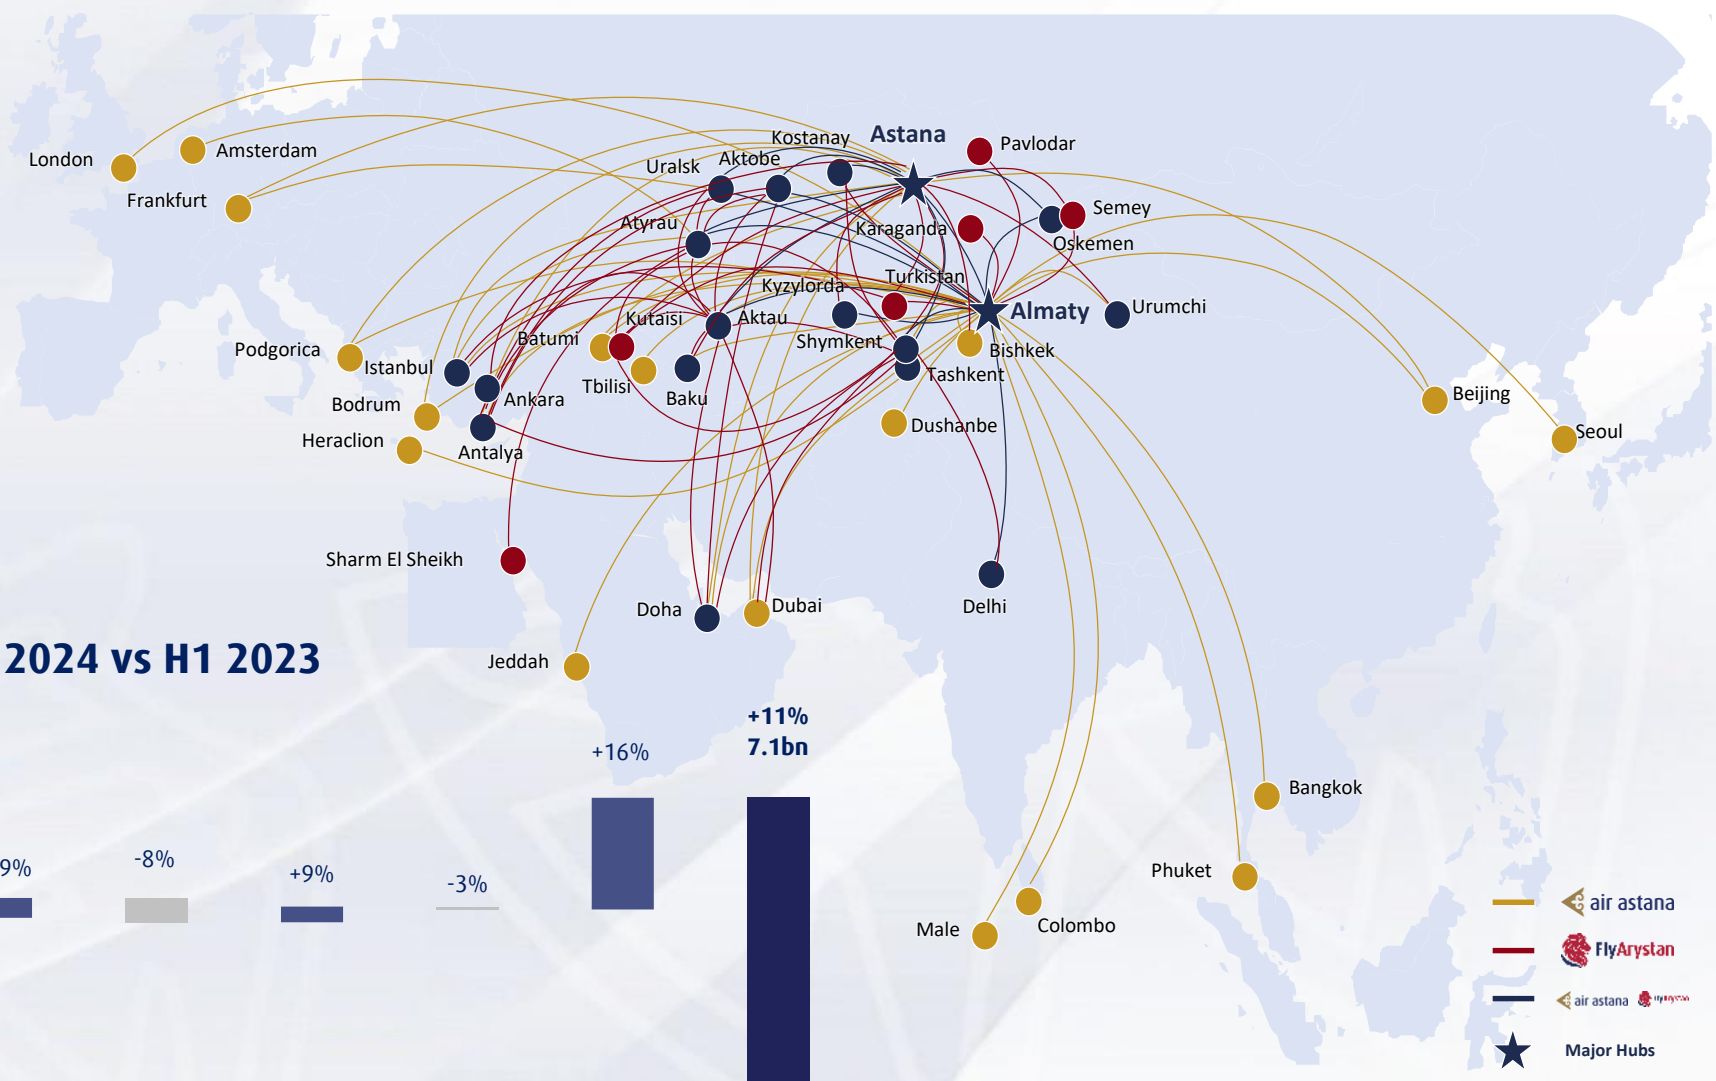 Kostanay
Astana
Pavlodar
London
Amsterdam
Uralsk
Aktobe
Frankfurt
Atyrau
Karaganda
Semey
Oskemen
Turkistan
Kyzylorda
Urumchi
Almaty
Kutaisi
Aktau
Batumi
Shymkent
Bishkek
Podgorica
Istanbul
Tbilisi
Baku
Tashkent
Bodrum
Ankara
Beijing
Heraclion
Antalya
Dushanbe
Seoul
Sharm El Sheikh
Doha
Dubai
Delhi
2024 vs H1 2023
Jeddah
+11%
7.1bn
+16%
9%
-8%
+9%
-3%
Bangkok
Phuket
Male
Colombo
air astana
FlyArystan
air astana FlyArystan
Major Hubs